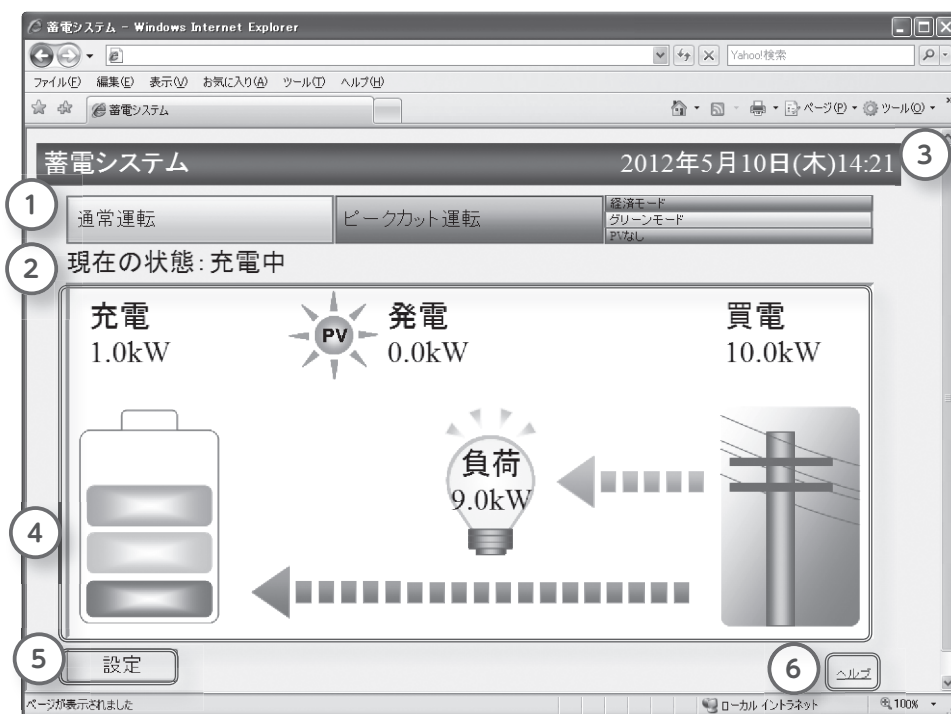 蓄電システム - Windows Internet Explorer
Yahoo!検索
ファイル(F) 編集(E) 表示(V) お気に入り(A) ツール(T) ヘルプ(H)
蓄電システム
ページ(P) ツール(O)
蓄電システム 2012年5月10日(木)14:21
3
1
通常運転 ピークカット運転
経済モード
グリーンモード
PVなし
2
現在の状態:充電中
充電
1.0kW
PV
発電
0.0kW
買電
10.0kW
負荷
9.0kW
4
5
設定
6
ヘルプ
ページが表示されました ローカル イントラネット 100%